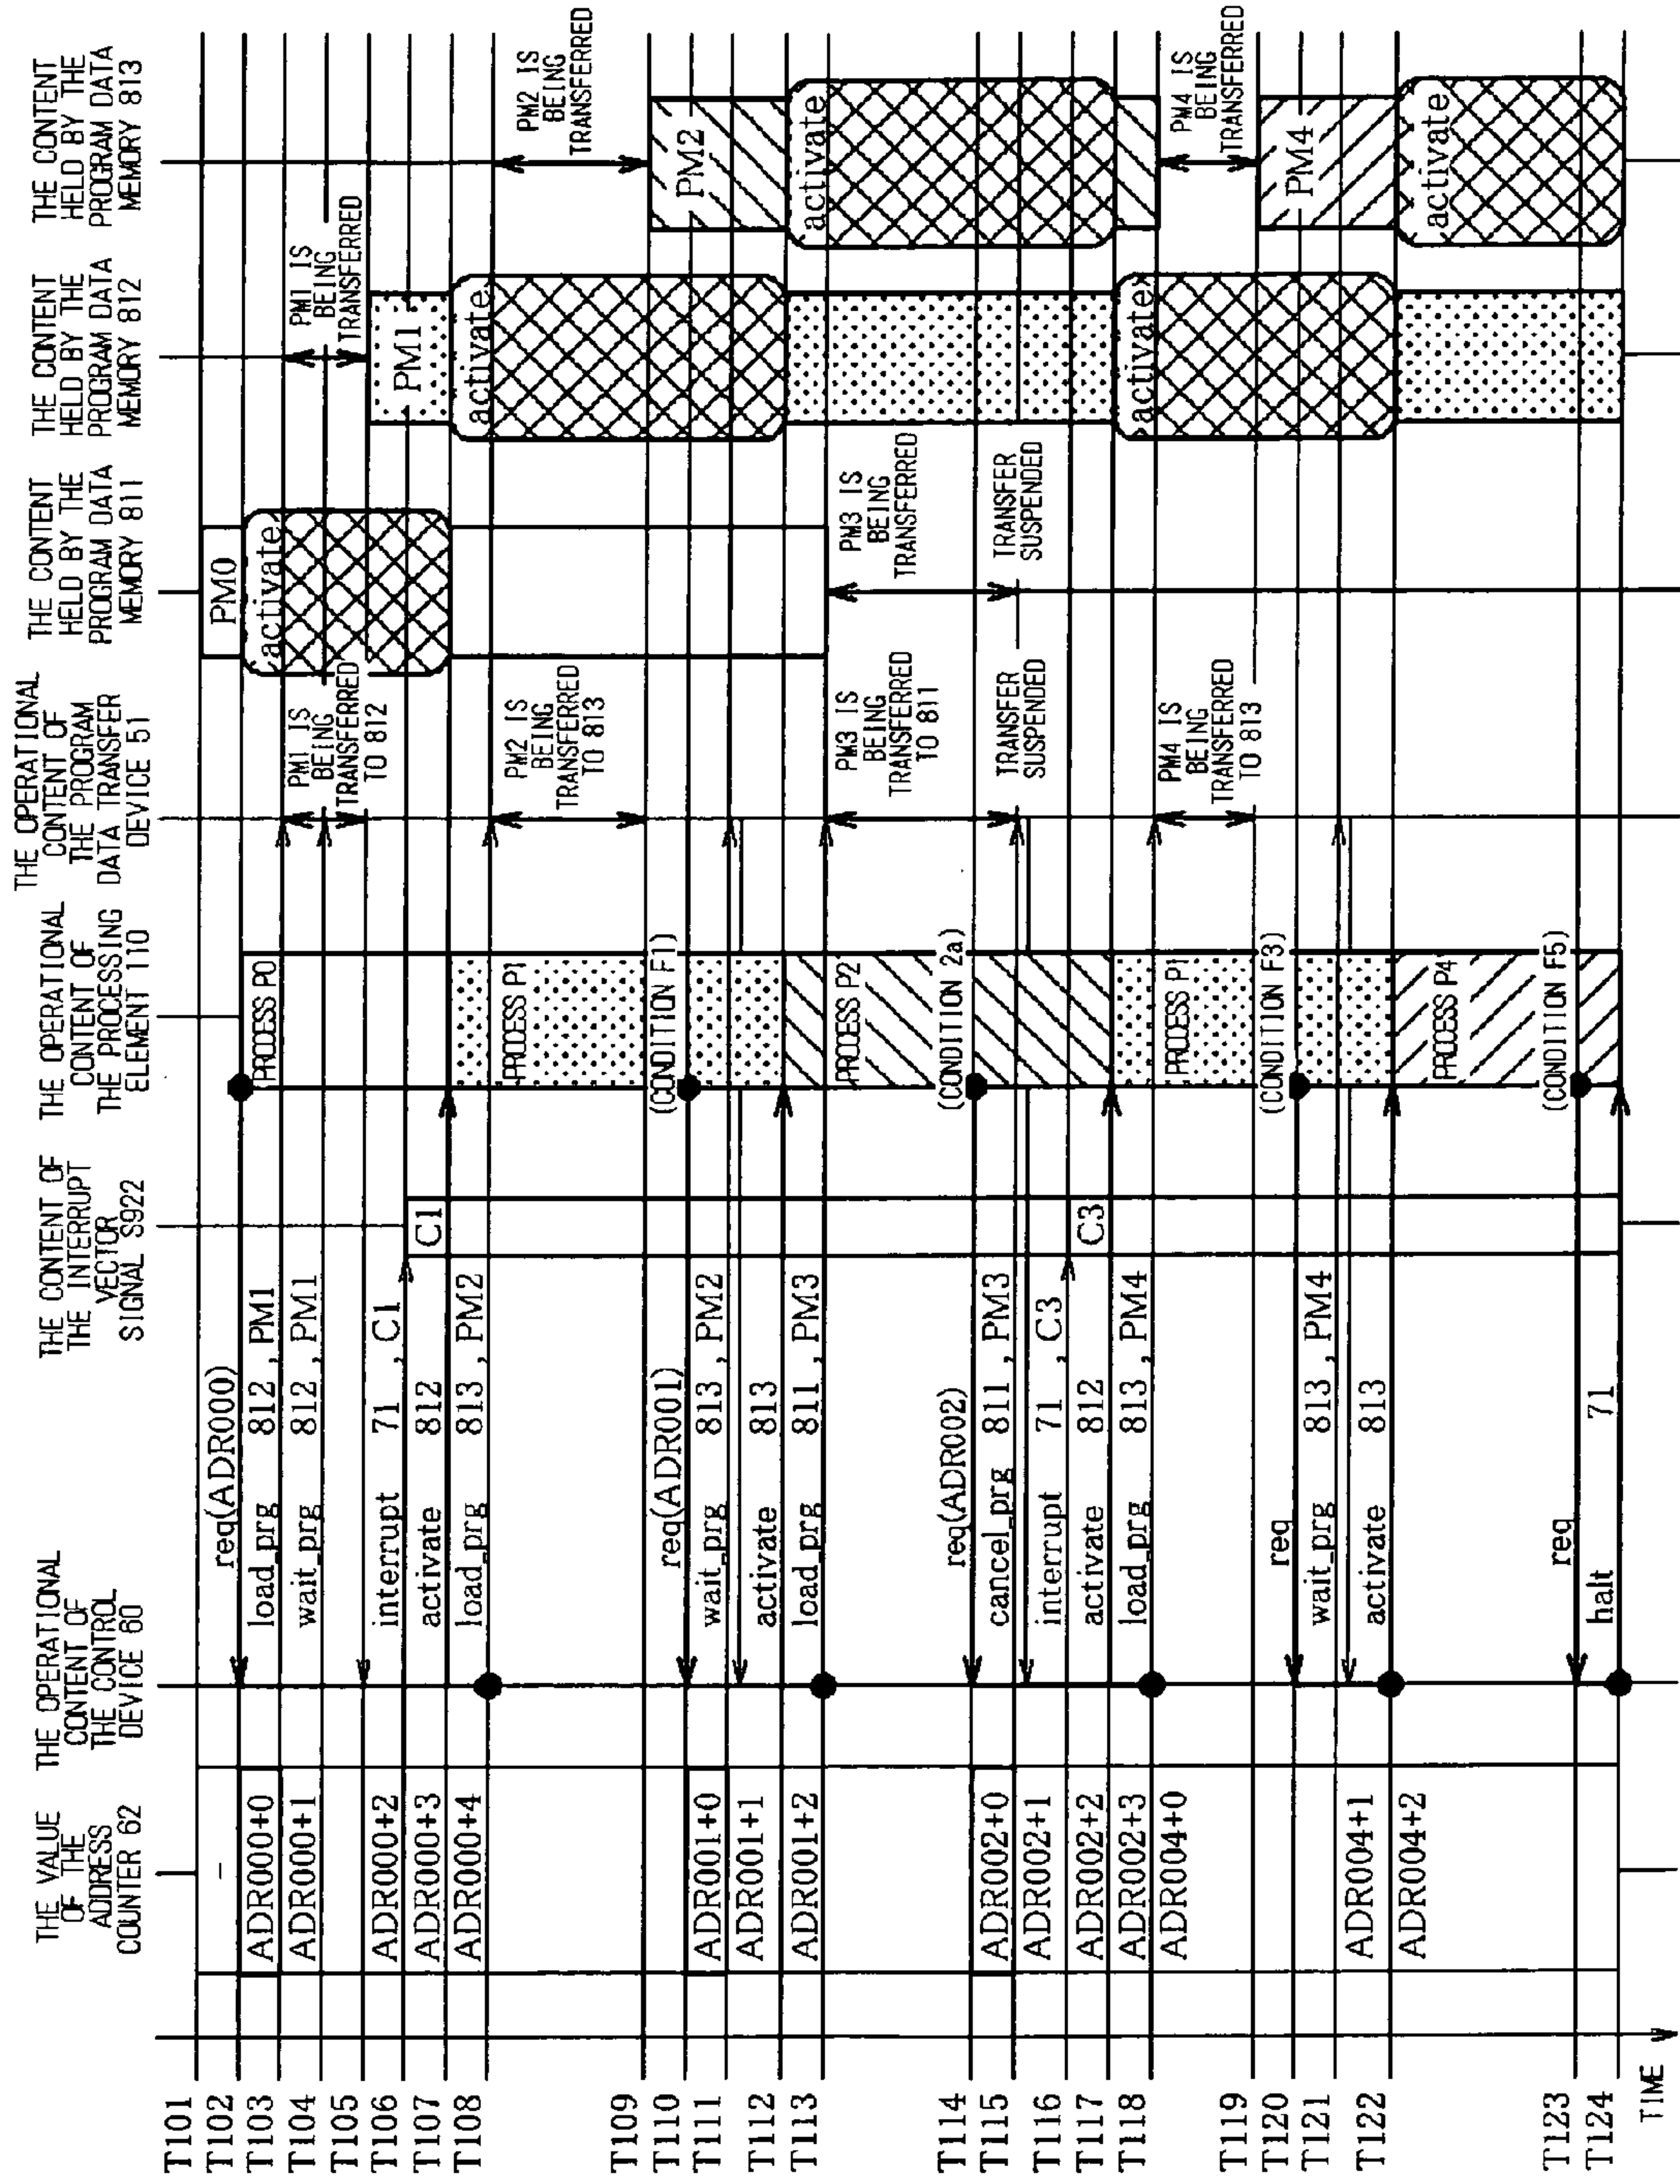 THE VALUE
OF THE
ADDRESS
COUNTER 62
THE OPERATIONAL
CONTENT OF
THE CONTROL
DEVICE 60
THE CONTENT OF
THE INTERRUPT
VECTOR
SIGNAL S922
THE OPERATIONAL
CONTENT OF
THE PROCESSING
ELEMENT 110
THE OPERATIONAL
CONTENT OF
THE PROGRAM
DATA TRANSFER
DEVICE 51
THE CONTENT
HELD BY THE
PROGRAM DATA
MEMORY 811
THE CONTENT
HELD BY THE
PROGRAM DATA
MEMORY 812
THE CONTENT
HELD BY THE
PROGRAM DATA
MEMORY 813
T101
T102
T103
T104
T105
T106
T107
T108
T109
T110
T111
T112
T113
T114
T115
T116
T117
T118
T119
T120
T121
T122
T123
T124
TIME
-
ADR000+0
ADR000+1
ADR000+2
ADR000+3
ADR000+4
ADR001+0
ADR001+1
ADR001+2
ADR002+0
ADR002+1
ADR002+2
ADR002+3
ADR004+0
ADR004+1
ADR004+2
req(ADR000)
load_prg 812 , PM1
wait_prg 812 , PM1
interrupt 71 , C1
activate 812
load_prg 813 , PM2
req(ADR001)
wait_prg 813 , PM2
activate 813
load_prg 811 , PM3
req(ADR002)
cancel_prg 811 , PM3
interrupt 71 , C3
activate 812
load_prg 813 , PM4
req
wait_prg 813 , PM4
activate 813
req
halt 71
C1
C3
PROCESS P0
PROCESS P1
(CONDITION F1)
PROCESS P2
(CONDITION 2a)
PROCESS P1
(CONDITION F3)
PROCESS P4
(CONDITION F5)
PM1 IS
BEING
TRANSFERRED
TO 812
PM2 IS
BEING
TRANSFERRED
TO 813
PM3 IS
BEING
TRANSFERRED
TO 811
TRANSFER
SUSPENDED
PM4 IS
BEING
TRANSFERRED
TO 813
PM0
activate
PM3 IS
BEING
TRANSFERRED
TRANSFER
SUSPENDED
PM1 IS
BEING
TRANSFERRED
PM1
activate
activate
PM2 IS
BEING
TRANSFERRED
PM2
activate
PM4 IS
BEING
TRANSFERRED
PM4
activate